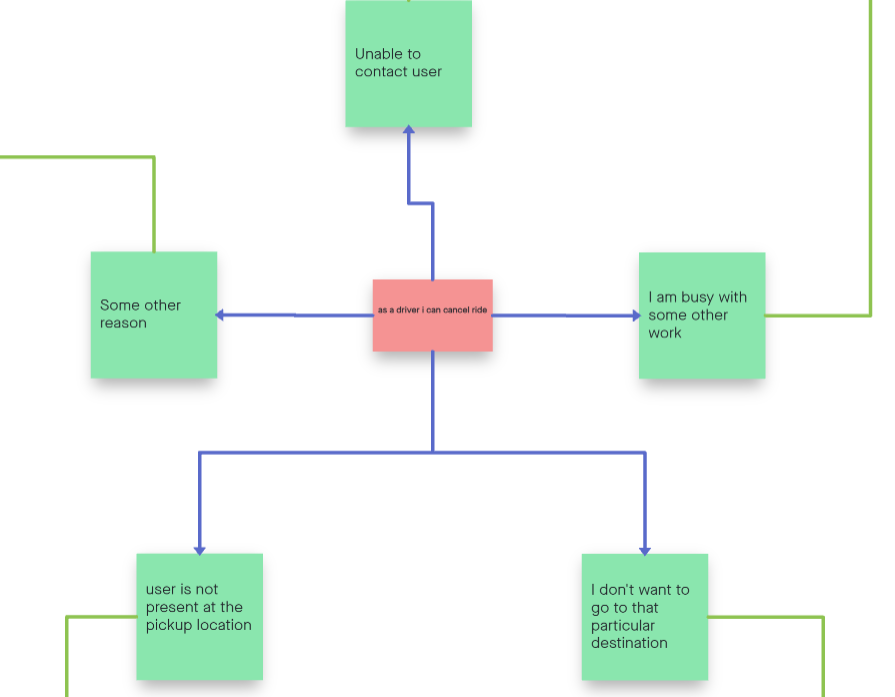 Unable to
contact user
Some other
reason
as a driver i can cancel ride
I am busy with
some other
work
user is not
present at the
pickup location
I don't want to
go to that
particular
destination